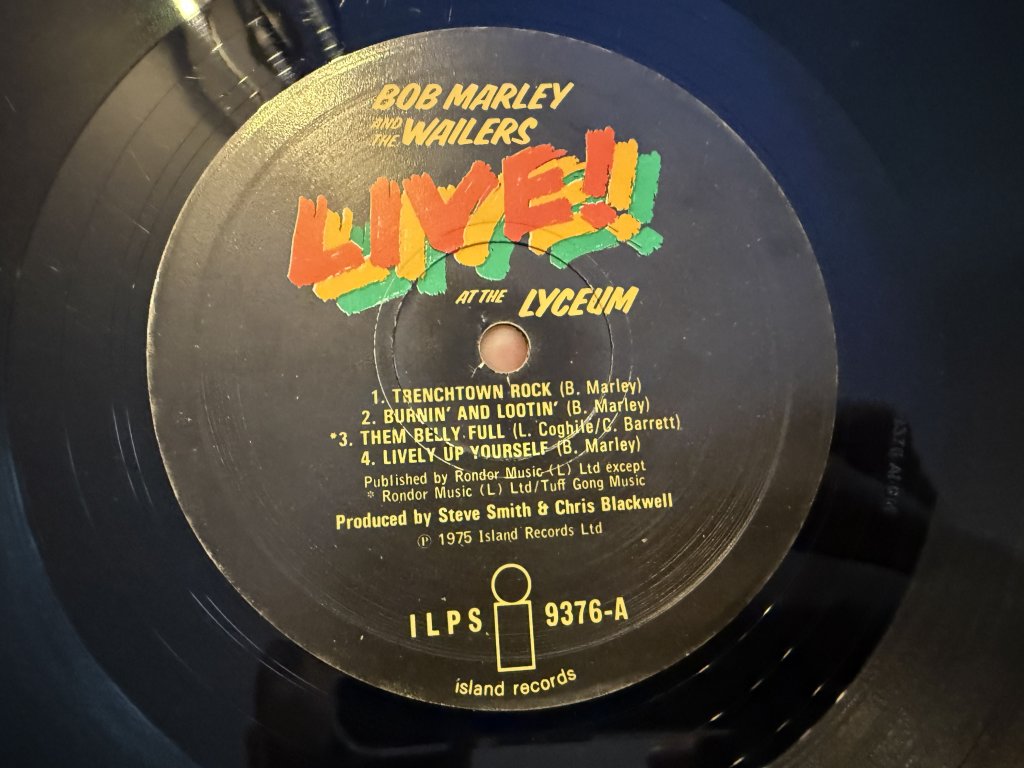 BOB MARLEY
AND THE WAILERS
LIVE!!
AT THE LYCEUM
1. TRENCHTOWN ROCK (B. Marley)
2. BURNIN' AND LOOTIN' (B. Marley)
*3. THEM BELLY FULL (L. Coghile/C. Barrett)
4. LIVELY UP YOURSELF (B. Marley)
Published by Rondor Music (L) Ltd except
* Rondor Music (L) Ltd/Tuff Gong Music
Produced by Steve Smith & Chris Blackwell
℗ 1975 Island Records Ltd
ILPS 9376-A
island records